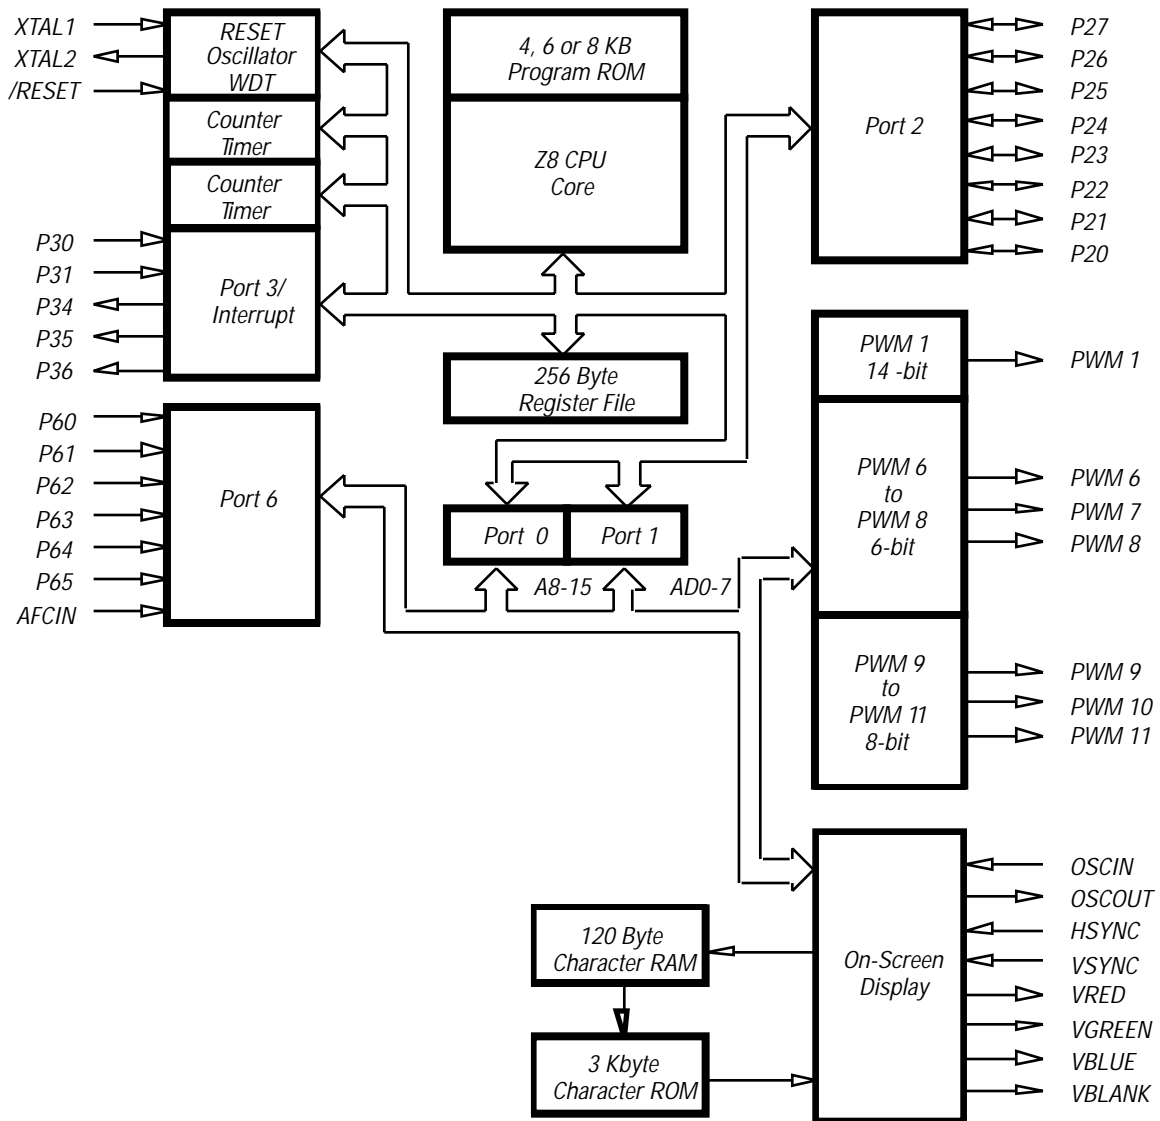 XTAL1
XTAL2
/RESET
RESET
Oscillator
WDT
Counter
Timer
Counter
Timer
P30
P31
P34
P35
P36
Port 3/
Interrupt
P60
P61
P62
P63
P64
P65
AFCIN
Port 6
4, 6 or 8 KB
Program ROM
Z8 CPU
Core
256 Byte
Register File
Port 0
Port 1
A8-15
AD0-7
Port 2
P27
P26
P25
P24
P23
P22
P21
P20
PWM 1
14 -bit
PWM 1
PWM 6
to
PWM 8
6-bit
PWM 6
PWM 7
PWM 8
PWM 9
to
PWM 11
8-bit
PWM 9
PWM 10
PWM 11
120 Byte
Character RAM
3 Kbyte
Character ROM
On-Screen
Display
OSCIN
OSCOUT
HSYNC
VSYNC
VRED
VGREEN
VBLUE
VBLANK